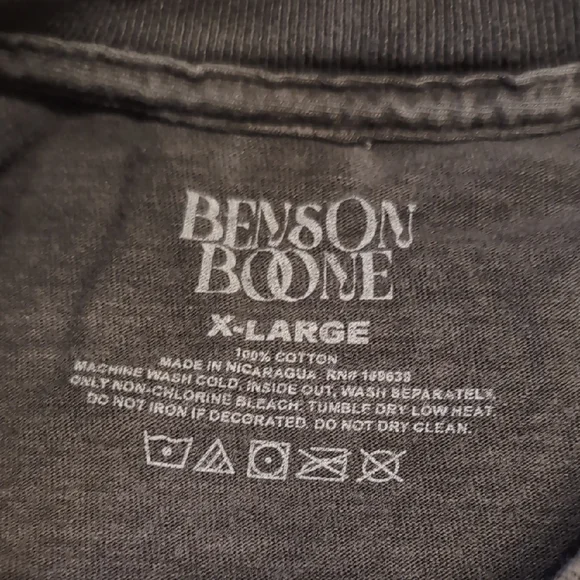 BENSON
BOONE
X-LARGE
100% COTTON
MADE IN NICARAGUA RN# 169639
MACHINE WASH COLD. INSIDE OUT, WASH SEPARATELY,
ONLY NON-CHLORINE BLEACH. TUMBLE DRY LOW HEAT.
DO NOT IRON IF DECORATED. DO NOT DRY CLEAN.